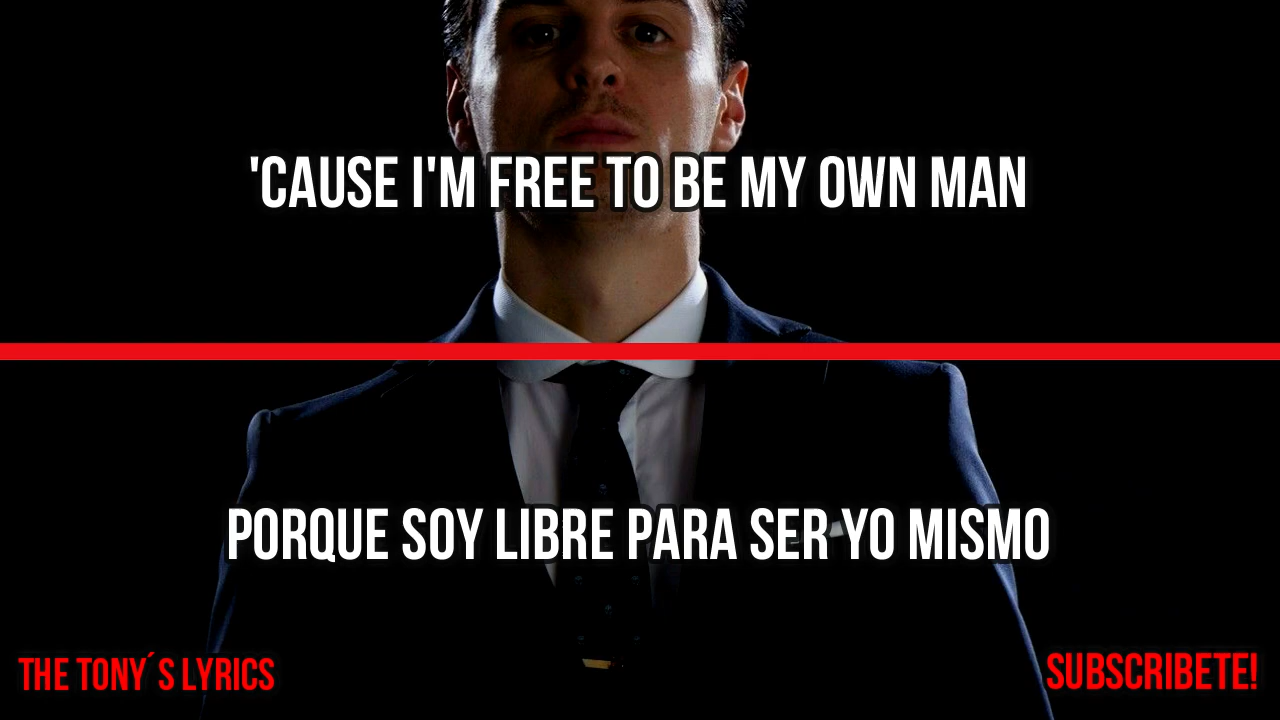 'CAUSE I'M FREE TO BE MY OWN MAN
PORQUE SOY LIBRE PARA SER YO MISMO
THE TONY´S LYRICS
SUBSCRIBETE!